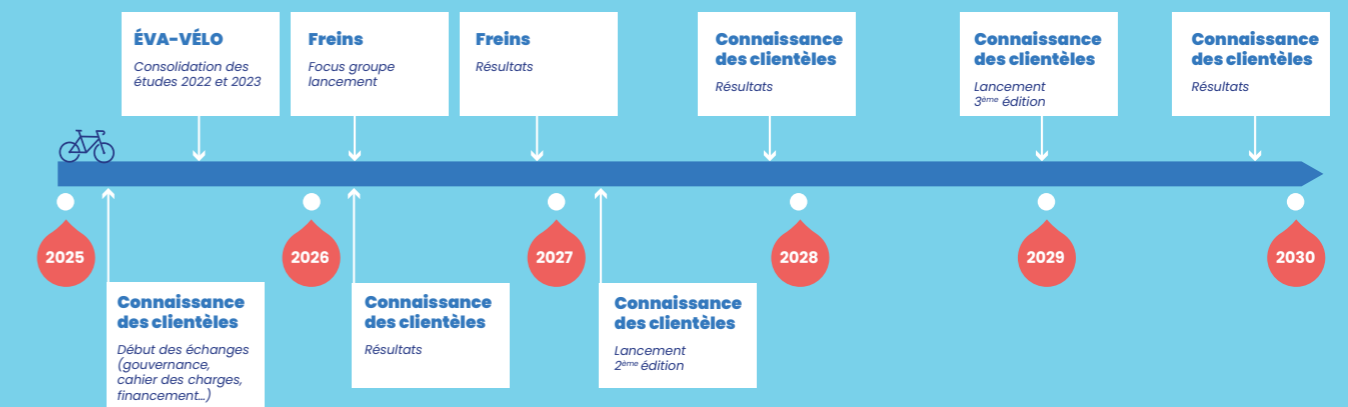 ÉVA-VÉLO
Consolidation des
études 2022 et 2023
Freins
Focus groupe
lancement
Freins
Résultats
Connaissance
des clientèles
Résultats
Connaissance
des clientèles
Lancement
3ème édition
Connaissance
des clientèles
Résultats
2025
2026
2027
2028
2029
2030
Connaissance
des clientèles
Début des échanges
(gouvernance,
cahier des charges,
financement...)
Connaissance
des clientèles
Résultats
Connaissance
des clientèles
Lancement
2ème édition